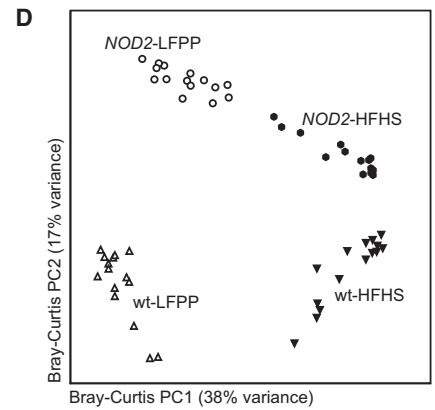 D
NOD2-LFPP
NOD2-HFHS
wt-LFPP
wt-HFHS
Bray-Curtis PC2 (17% variance)
Bray-Curtis PC1 (38% variance)